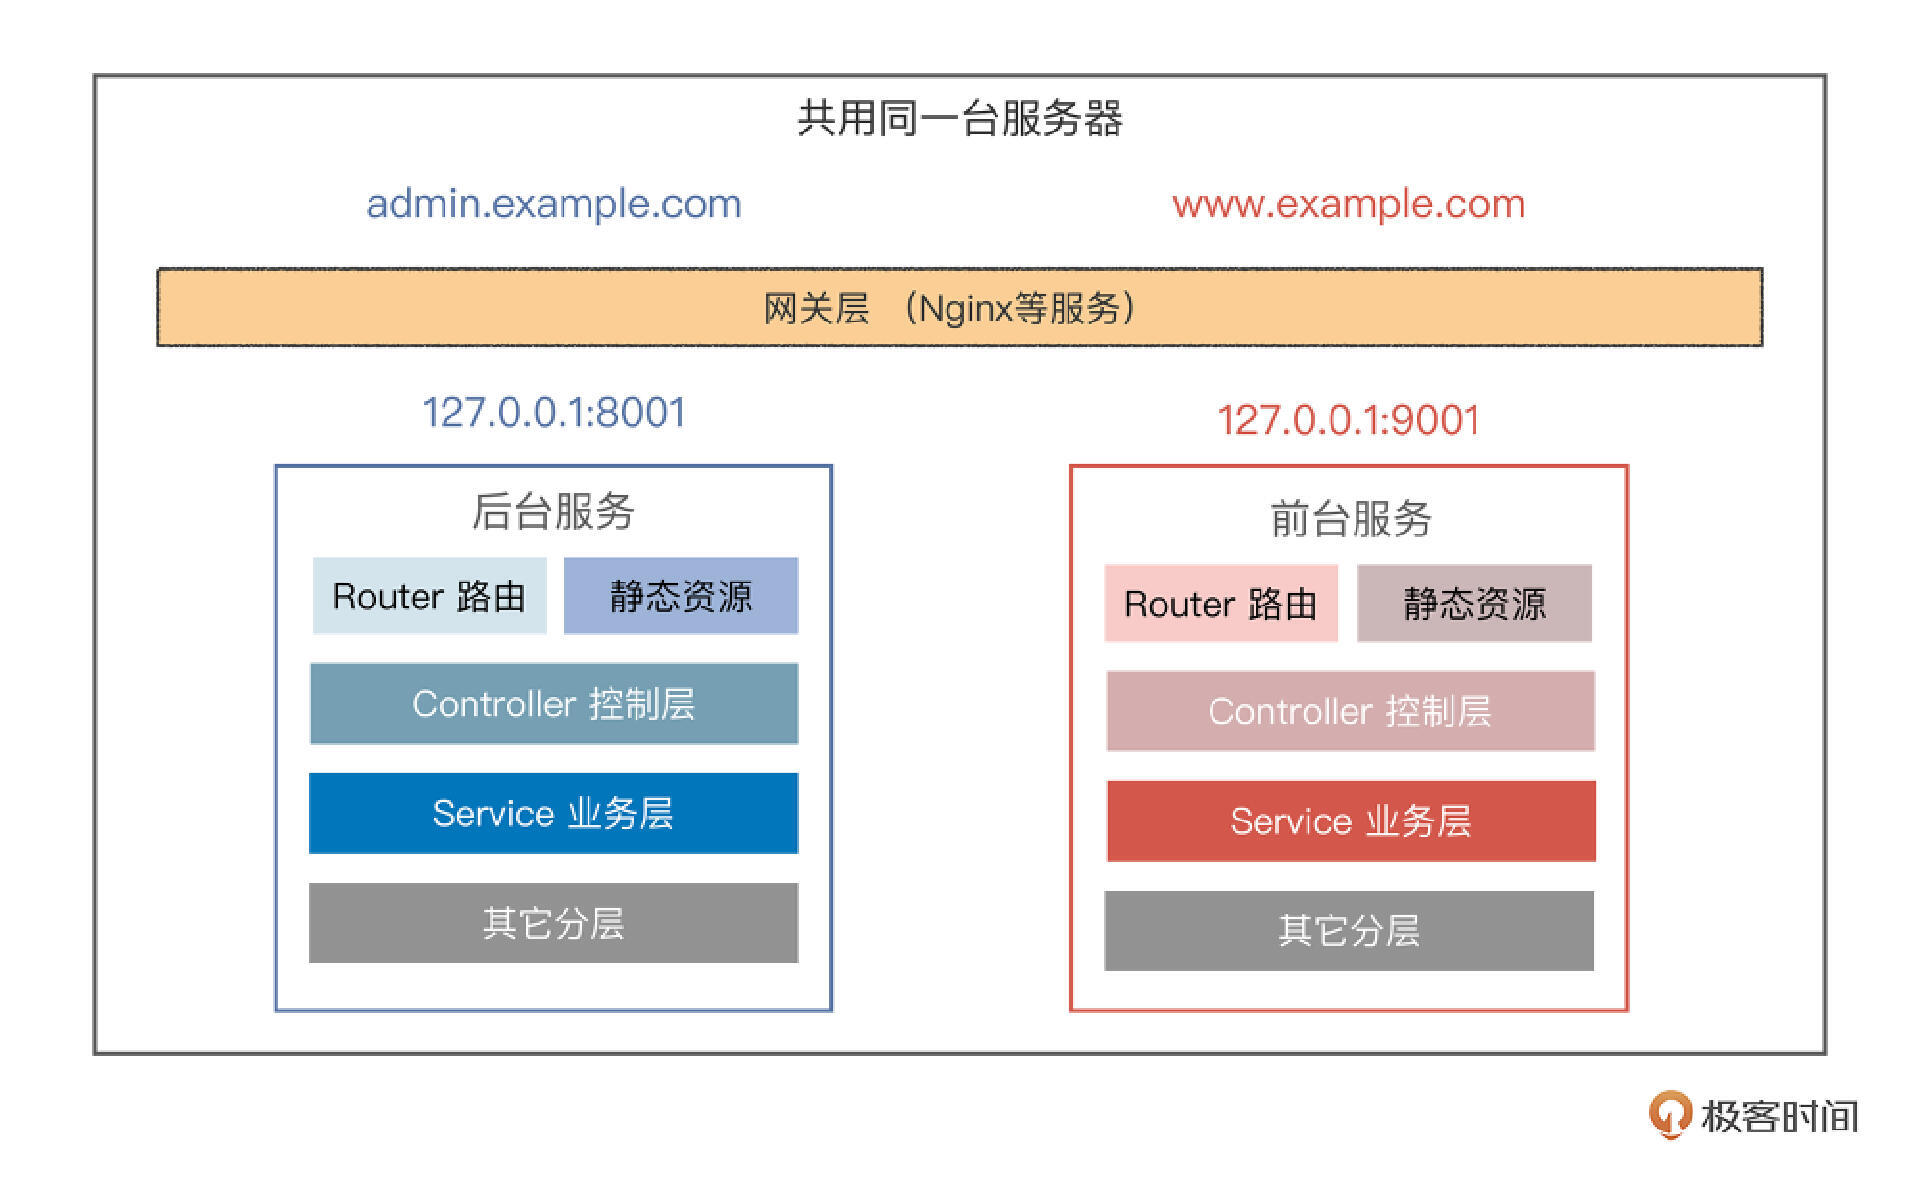 共用同一台服务器
admin.example.com
www.example.com
网关层 （Nginx等服务）
127.0.0.1:8001
127.0.0.1:9001
后台服务
Router 路由
静态资源
Controller 控制层
Service 业务层
其它分层
前台服务
Router 路由
静态资源
Controller 控制层
Service 业务层
其它分层
极客时间